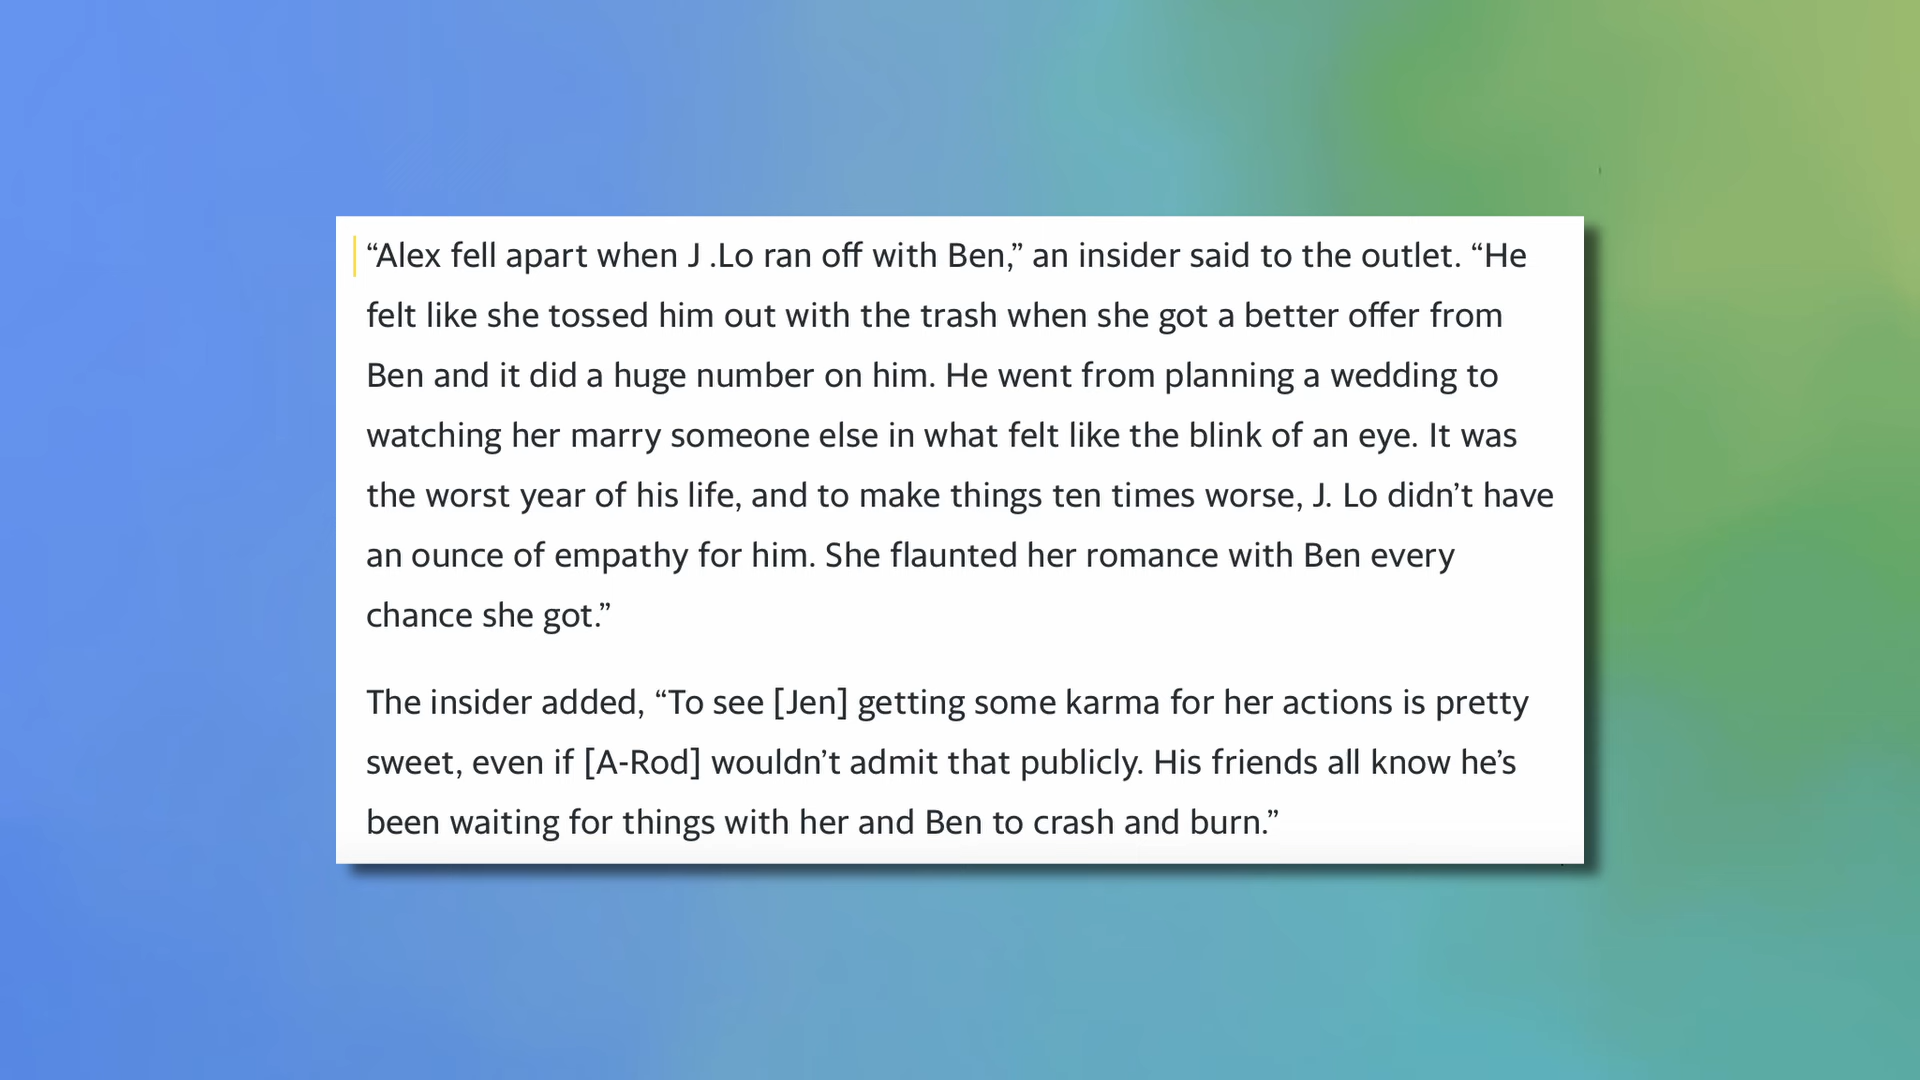 “Alex fell apart when J .Lo ran off with Ben,” an insider said to the outlet. “He
felt like she tossed him out with the trash when she got a better offer from
Ben and it did a huge number on him. He went from planning a wedding to
watching her marry someone else in what felt like the blink of an eye. It was
the worst year of his life, and to make things ten times worse, J. Lo didn’t have
an ounce of empathy for him. She flaunted her romance with Ben every
chance she got.”
The insider added, “To see [Jen] getting some karma for her actions is pretty
sweet, even if [A-Rod] wouldn’t admit that publicly. His friends all know he’s
been waiting for things with her and Ben to crash and burn.”